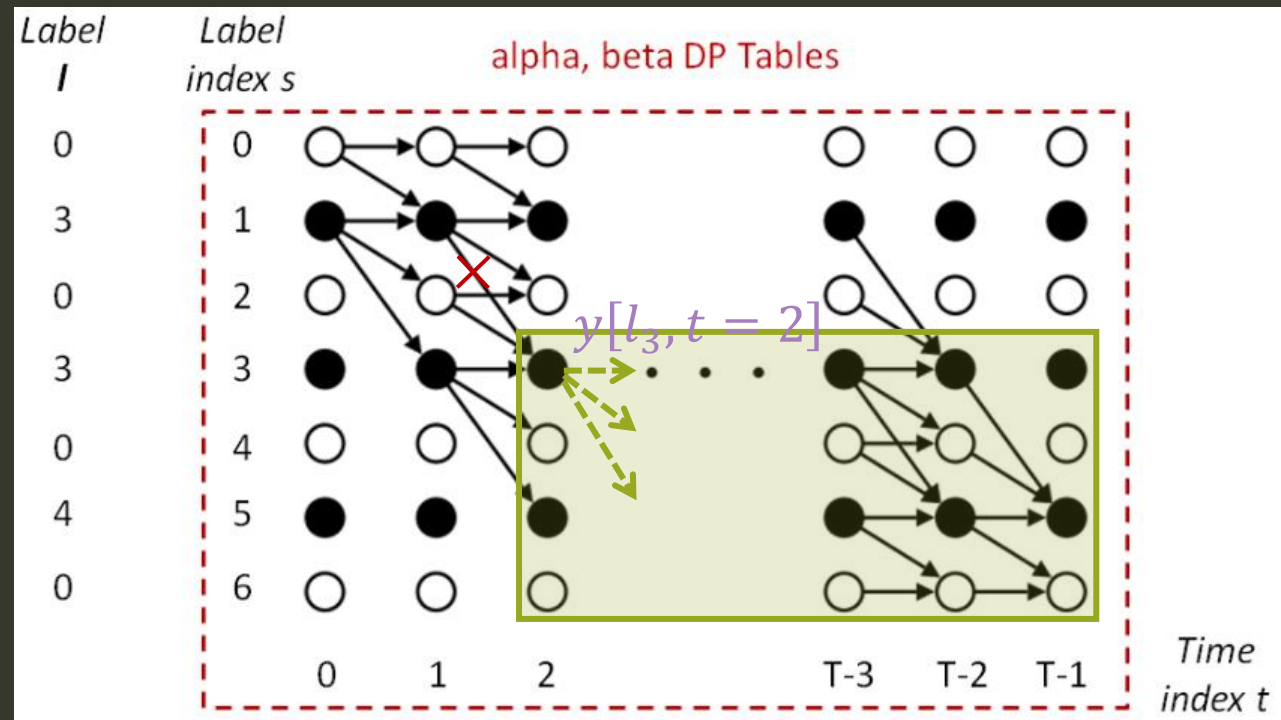 Label l
Label index s
alpha, beta DP Tables
0 0
3 1
0 2
y[l₃, t = 2]
3 3
0 4
4 5
0 6
0 1 2 T-3 T-2 T-1
Time index t